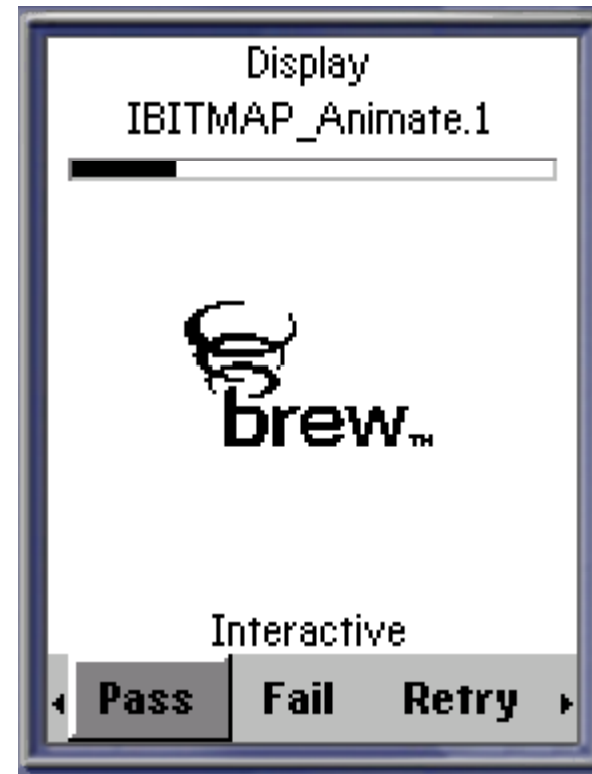 Display
IBITMAP_Animate.1
brew™
Interactive
Pass Fail Retry